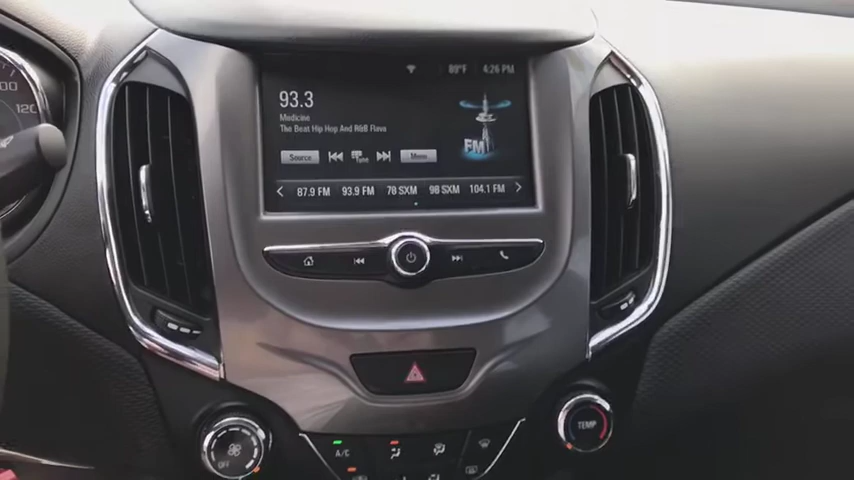 89°F 4:26 PM
93.3
Medicine
The Beat Hip Hop And R&B Flava
FM
Source Tune Menu
87.9 FM 93.9 FM 78 SXM 98 SXM 104.1 FM
OFF
A/C
TEMP